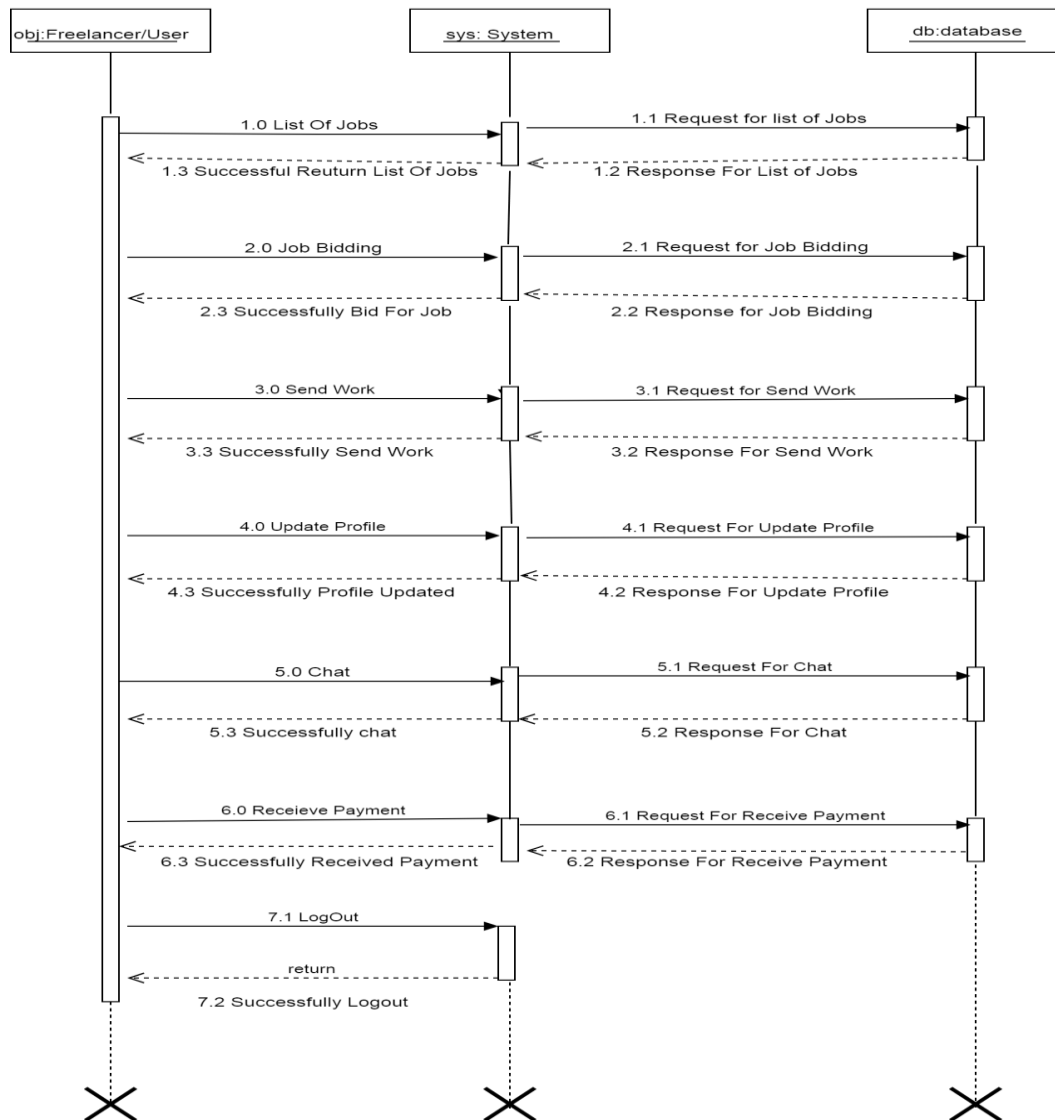 obj:Freelancer/User
sys: System
db:database
1.0 List Of Jobs
1.1 Request for list of Jobs
1.3 Successful Reuturn List Of Jobs
1.2 Response For List of Jobs
2.0 Job Bidding
2.1 Request for Job Bidding
2.3 Successfully Bid For Job
2.2 Response for Job Bidding
3.0 Send Work
3.1 Request for Send Work
3.3 Successfully Send Work
3.2 Response For Send Work
4.0 Update Profile
4.1 Request For Update Profile
4.3 Successfully Profile Updated
4.2 Response For Update Profile
5.0 Chat
5.1 Request For Chat
5.3 Successfully chat
5.2 Response For Chat
6.0 Receieve Payment
6.1 Request For Receive Payment
6.3 Successfully Received Payment
6.2 Response For Receive Payment
7.1 LogOut
return
7.2 Successfully Logout